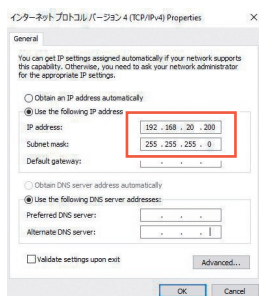 インターネット プロトコル バージョン 4 (TCP/IPv4) Properties
General
You can get IP settings assigned automatically if your network supports
this capability. Otherwise, you need to ask your network administrator
for the appropriate IP settings.
Obtain an IP address automatically
Use the following IP address
IP address: 192 . 168 . 20 . 200
Subnet mask: 255 . 255 . 255 . 0
Default gateway: . . .
Obtain DNS server address automatically
Use the following DNS server addresses:
Preferred DNS server: . . .
Alternate DNS server: . . .
Validate settings upon exit
Advanced...
OK Cancel